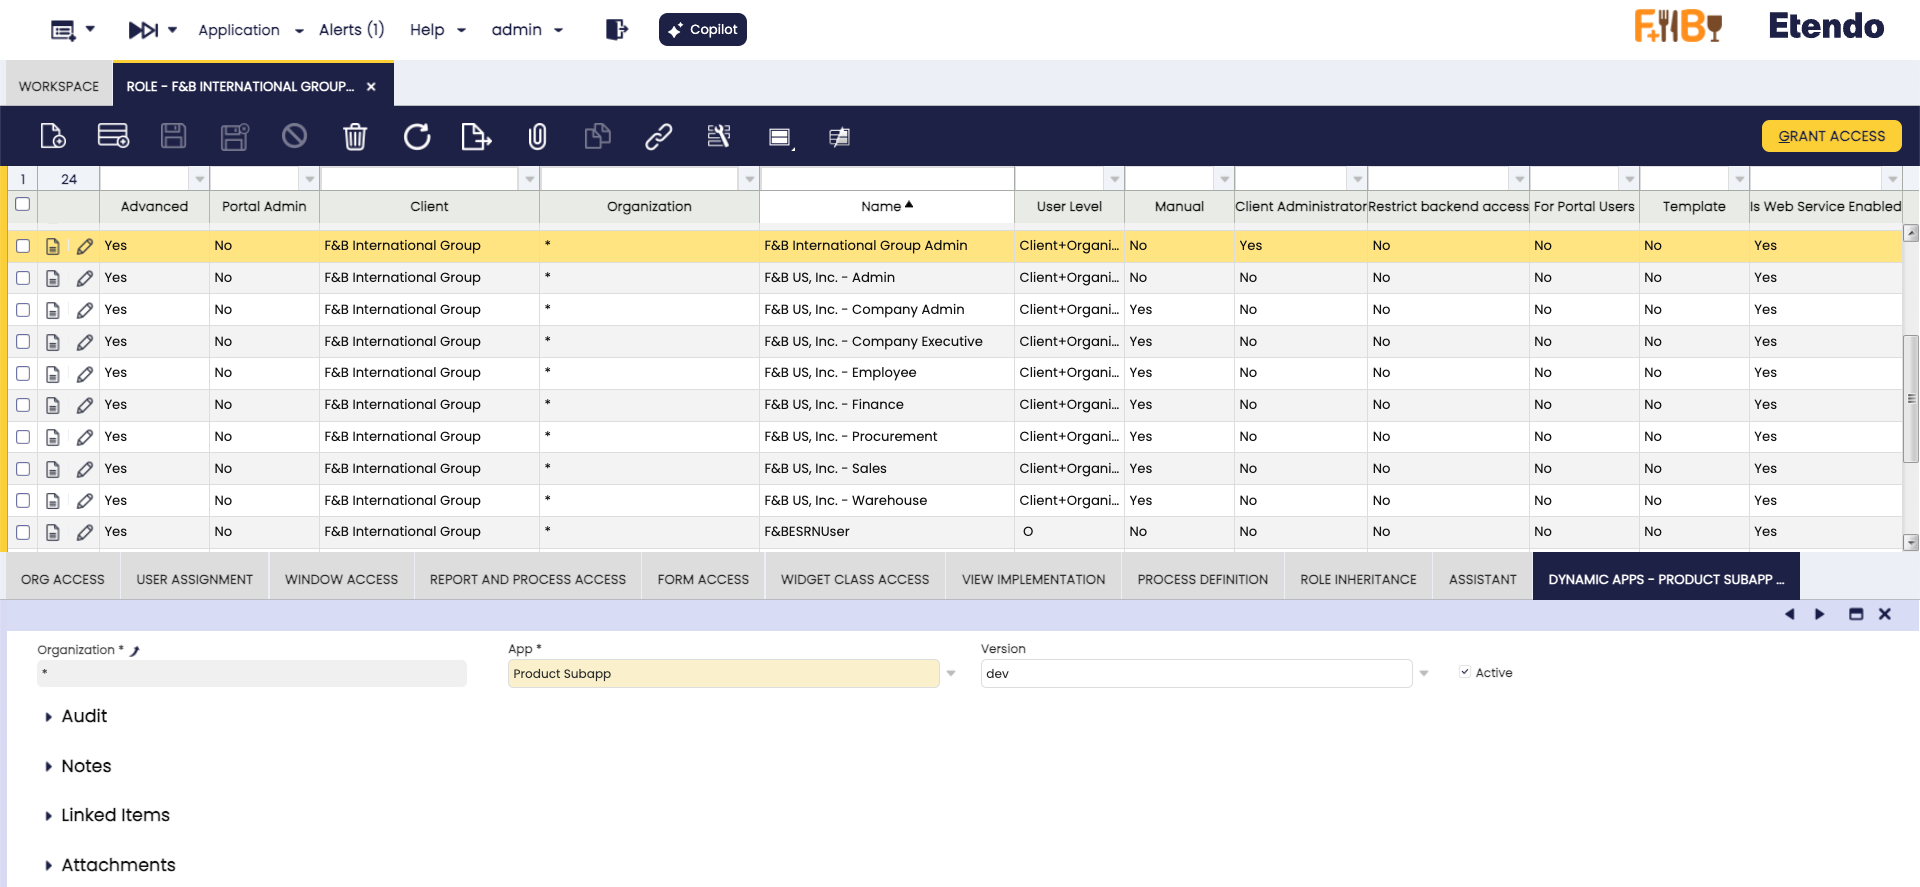 Application Alerts (1) Help admin Copilot F+B Etendo
WORKSPACE ROLE - F&B INTERNATIONAL GROUP...
GRANT ACCESS
1 24
Advanced Portal Admin Client Organization Name User Level Manual Client Administrator Restrict backend access For Portal Users Template Is Web Service Enabled
Yes No F&B International Group * F&B International Group Admin Client+Organi... No Yes No No No Yes
Yes No F&B International Group * F&B US, Inc. - Admin Client+Organi... No No No No No Yes
Yes No F&B International Group * F&B US, Inc. - Company Admin Client+Organi... Yes No No No No Yes
Yes No F&B International Group * F&B US, Inc. - Company Executive Client+Organi... Yes No No No No Yes
Yes No F&B International Group * F&B US, Inc. - Employee Client+Organi... Yes No No No No Yes
Yes No F&B International Group * F&B US, Inc. - Finance Client+Organi... Yes No No No No Yes
Yes No F&B International Group * F&B US, Inc. - Procurement Client+Organi... Yes No No No No Yes
Yes No F&B International Group * F&B US, Inc. - Sales Client+Organi... Yes No No No No Yes
Yes No F&B International Group * F&B US, Inc. - Warehouse Client+Organi... Yes No No No No Yes
Yes No F&B International Group * F&BESRNUser O No No No No No Yes
ORG ACCESS USER ASSIGNMENT WINDOW ACCESS REPORT AND PROCESS ACCESS FORM ACCESS WIDGET CLASS ACCESS VIEW IMPLEMENTATION PROCESS DEFINITION ROLE INHERITANCE ASSISTANT DYNAMIC APPS - PRODUCT SUBAPP ...
Organization * App * Version
* Product Subapp dev Active
Audit
Notes
Linked Items
Attachments